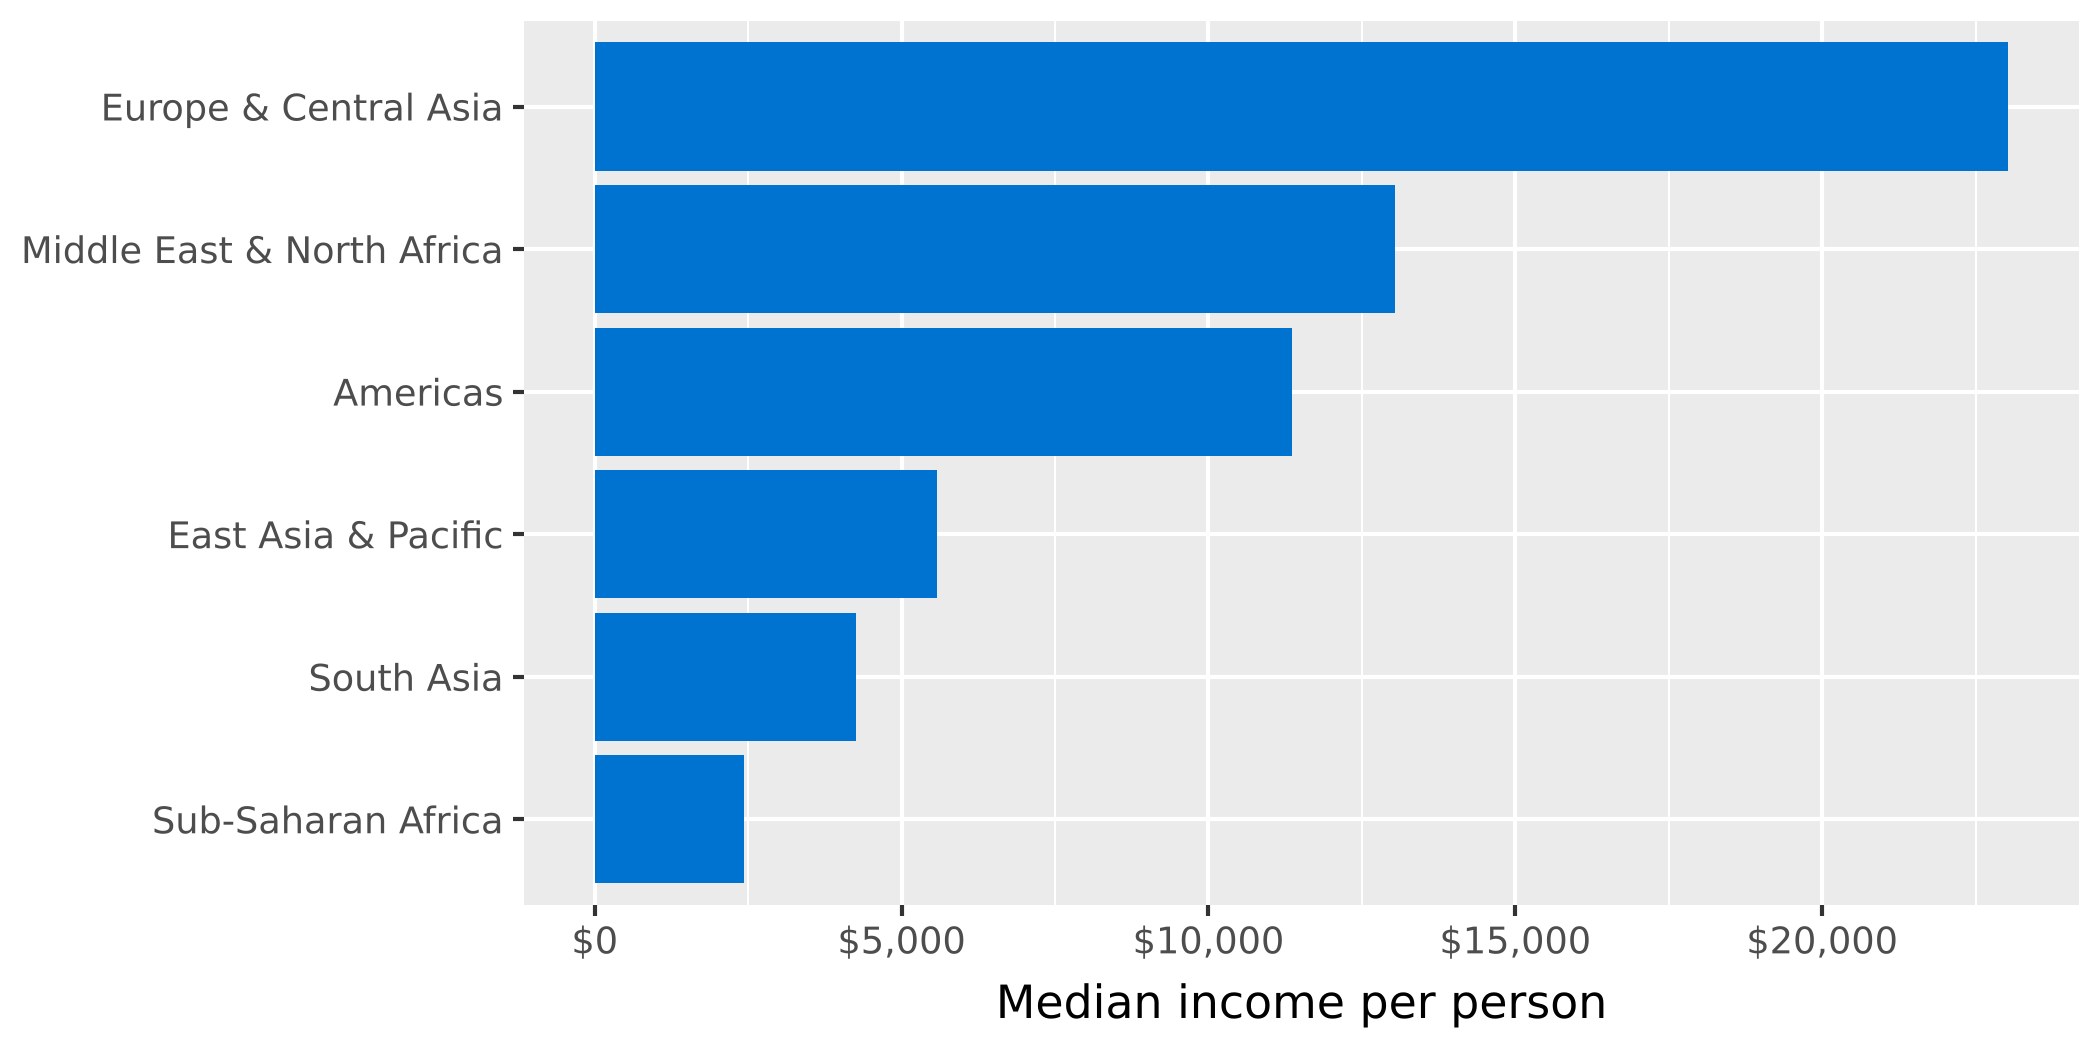 Europe & Central Asia
Middle East & North Africa
Americas
East Asia & Pacific
South Asia
Sub-Saharan Africa
$0 $5,000 $10,000 $15,000 $20,000
Median income per person